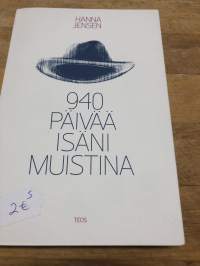 HANNA
JENSEN
940
PÄIVÄÄ
ISÄNI
MUISTINA
S
2€
TEOS